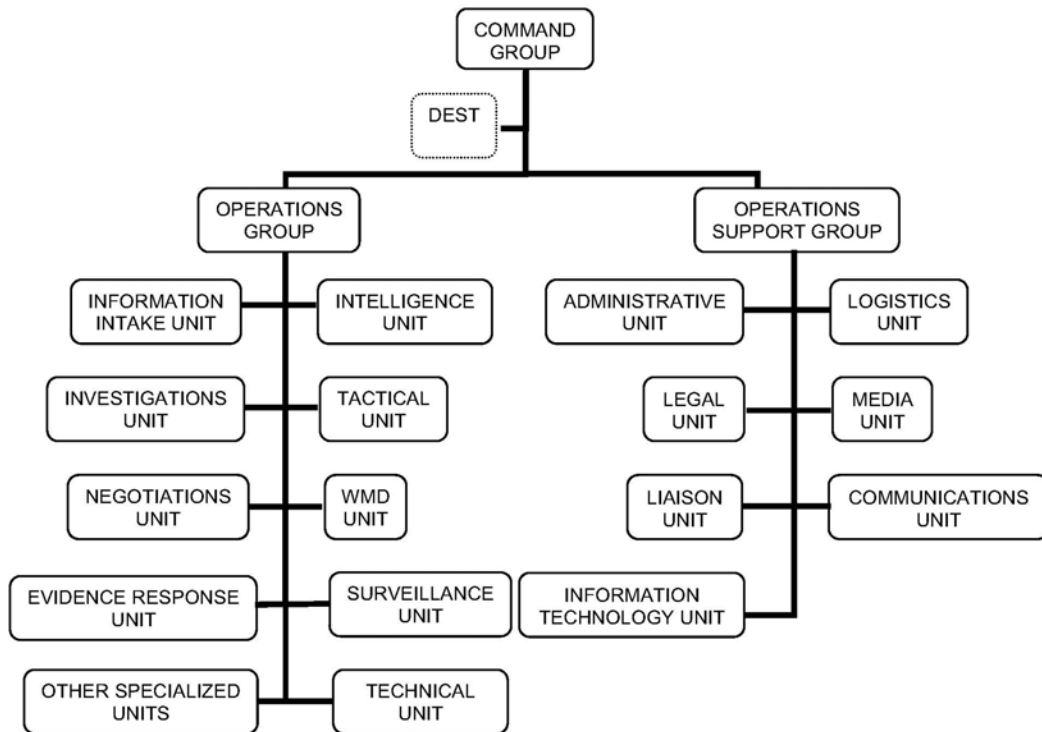 COMMAND
GROUP
DEST
OPERATIONS
GROUP
OPERATIONS
SUPPORT GROUP
INFORMATION
INTAKE UNIT
INTELLIGENCE
UNIT
ADMINISTRATIVE
UNIT
LOGISTICS
UNIT
INVESTIGATIONS
UNIT
TACTICAL
UNIT
LEGAL
UNIT
MEDIA
UNIT
NEGOTIATIONS
UNIT
WMD
UNIT
LIAISON
UNIT
COMMUNICATIONS
UNIT
EVIDENCE RESPONSE
UNIT
SURVEILLANCE
UNIT
INFORMATION
TECHNOLOGY UNIT
OTHER SPECIALIZED
UNITS
TECHNICAL
UNIT